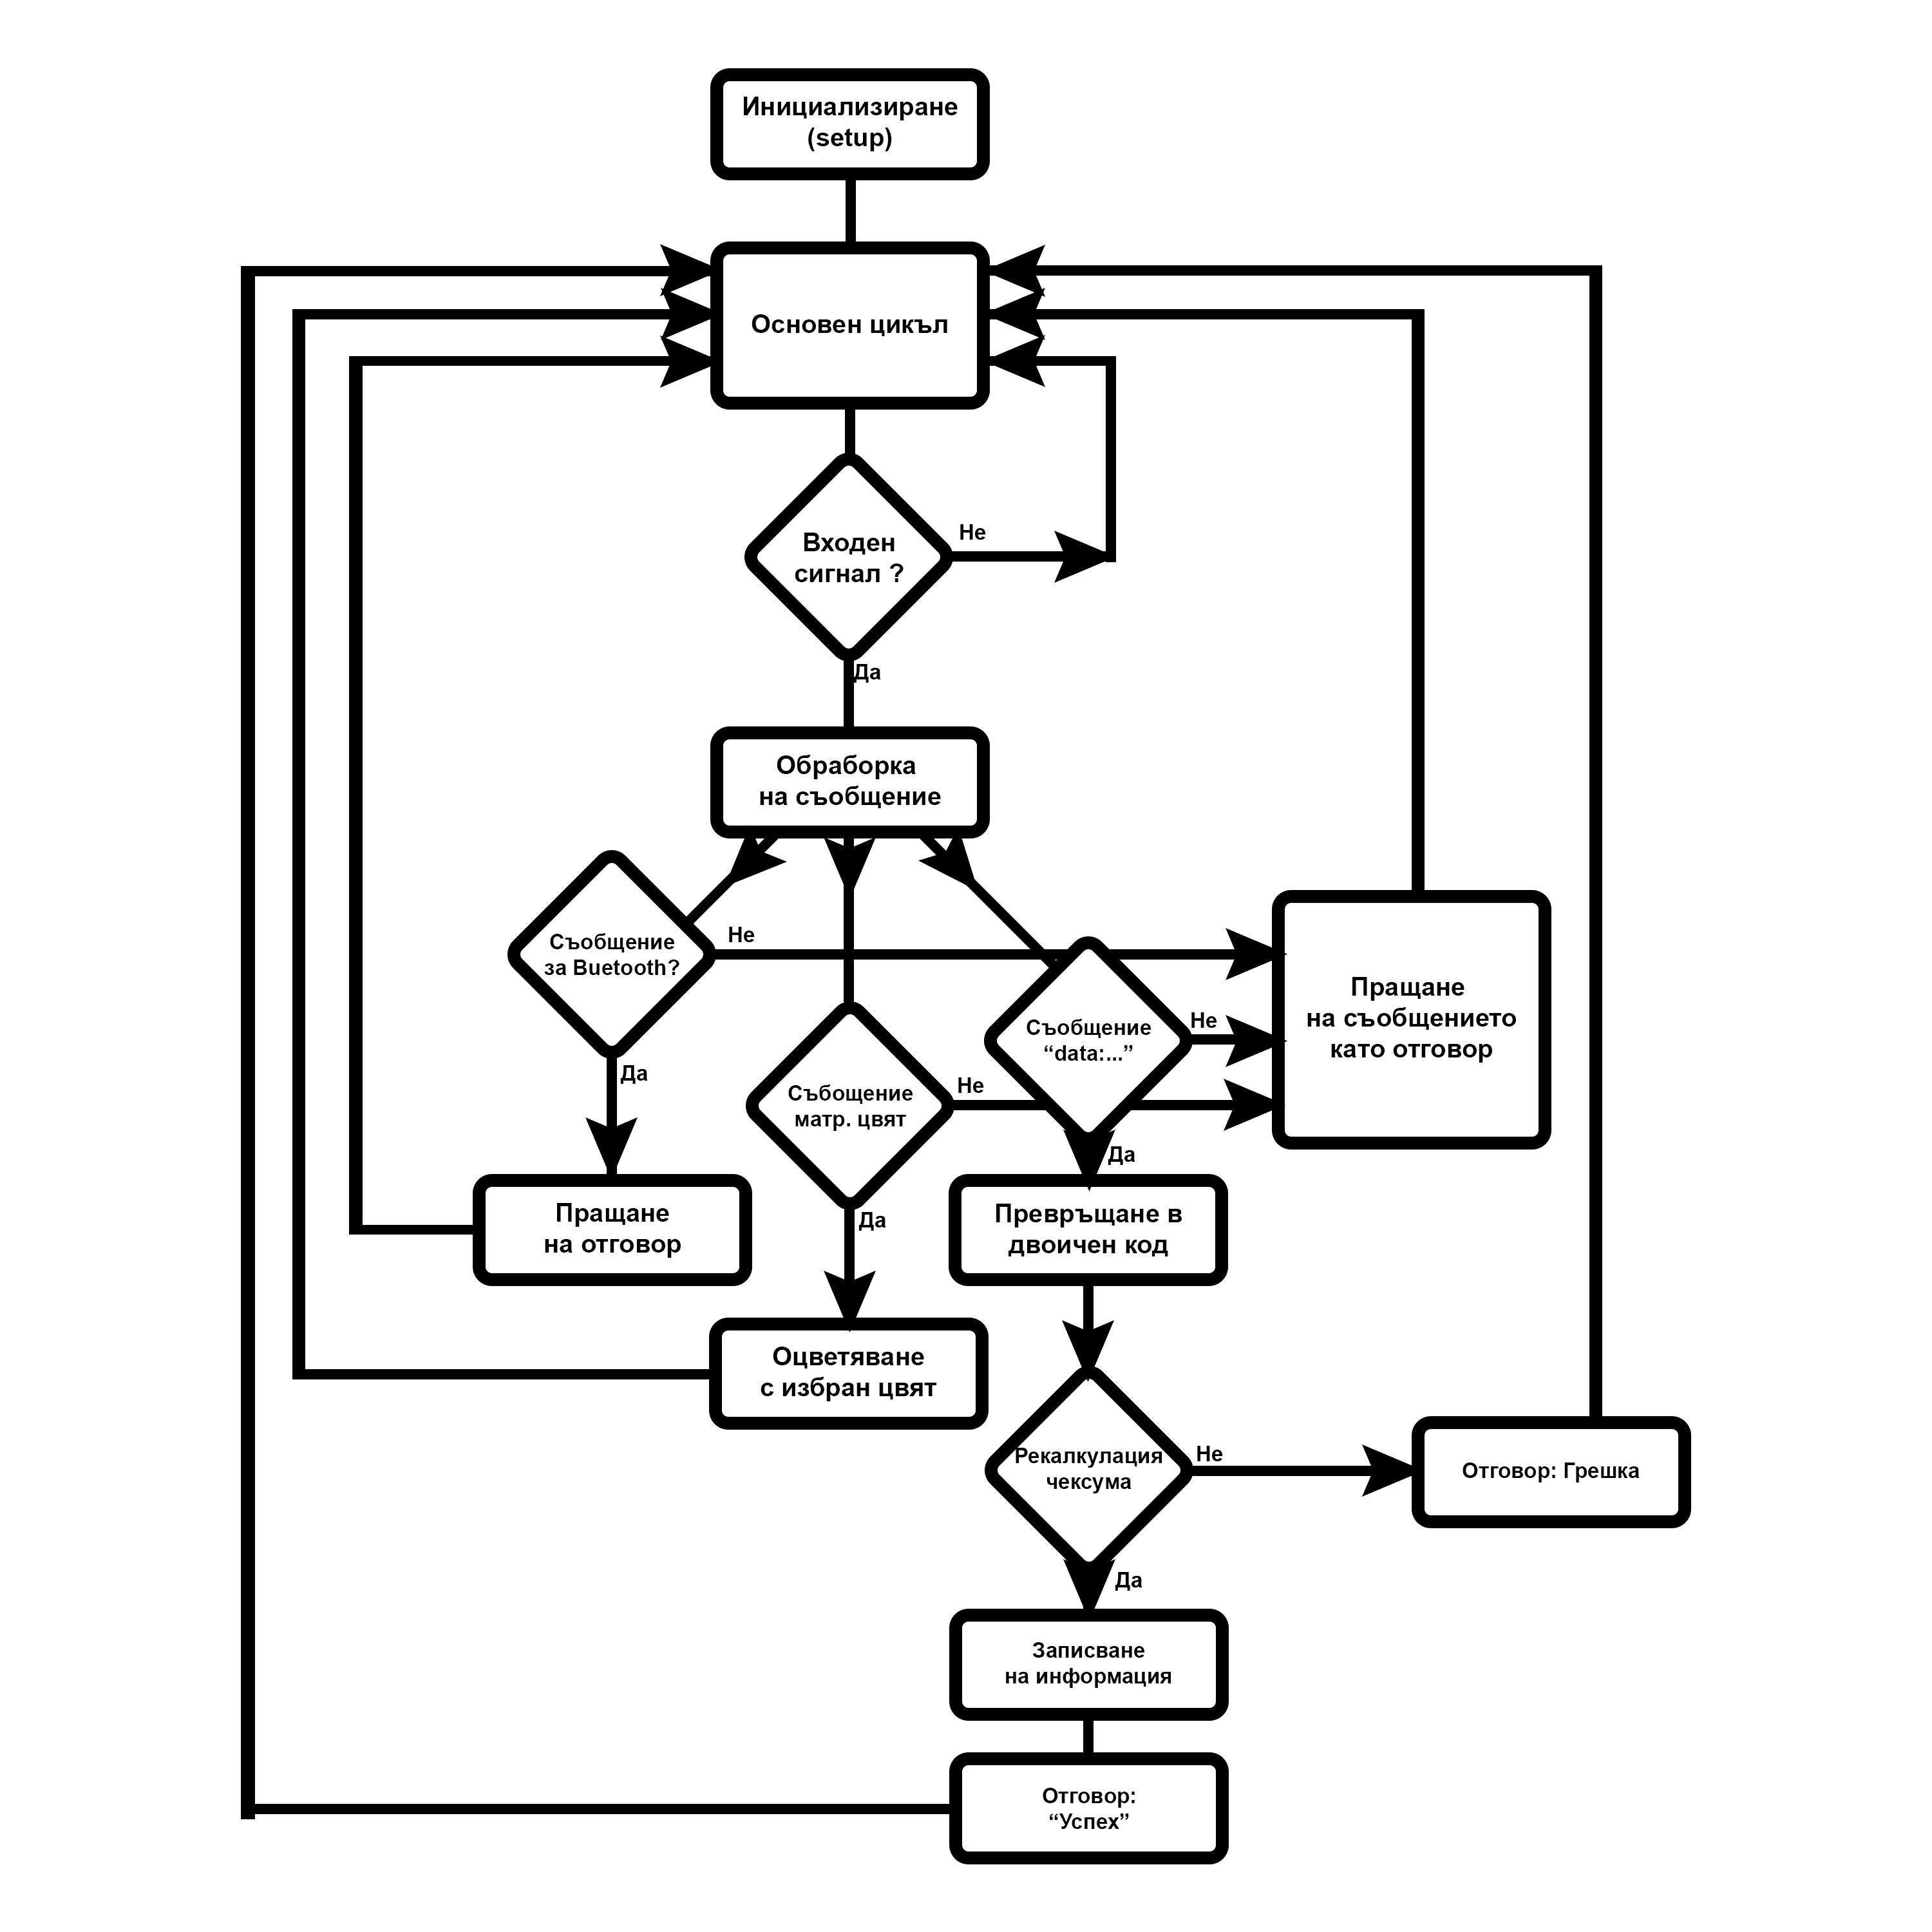 Инициализиране
(setup)
Основен цикъл
Входен
сигнал ?
Не
Да
Обраборка
на съобщение
Съобщение
за Buetooth?
Не
Да
Съобщение
“data:...”
Не
Да
Пращане
на съобщението
като отговор
Събощение
матр. цвят
Не
Да
Пращане
на отговор
Превръщане в
двоичен код
Оцветяване
с избран цвят
Рекалкулация
чексума
Не
Да
Отговор: Грешка
Записване
на информация
Отговор:
“Успех”